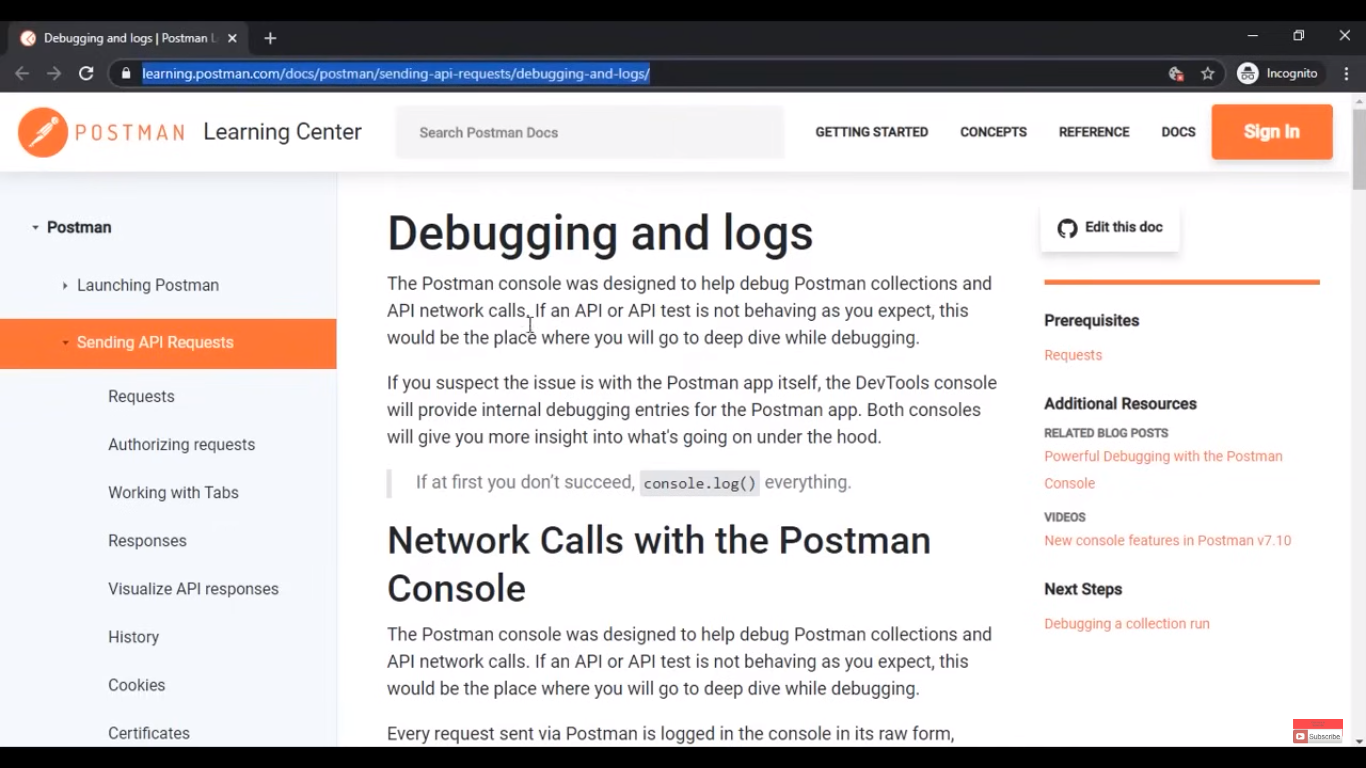 Debugging and logs | Postman L
learning.postman.com/docs/postman/sending-api-requests/debugging-and-logs/
Incognito
POSTMAN Learning Center
Search Postman Docs
GETTING STARTED
CONCEPTS
REFERENCE
DOCS
Sign In
Postman
Launching Postman
Sending API Requests
Requests
Authorizing requests
Working with Tabs
Responses
Visualize API responses
History
Cookies
Certificates
Debugging and logs
The Postman console was designed to help debug Postman collections and
API network calls. If an API or API test is not behaving as you expect, this
would be the place where you will go to deep dive while debugging.
If you suspect the issue is with the Postman app itself, the DevTools console
will provide internal debugging entries for the Postman app. Both consoles
will give you more insight into what's going on under the hood.
If at first you don’t succeed, console.log() everything.
Network Calls with the Postman
Console
The Postman console was designed to help debug Postman collections and
API network calls. If an API or API test is not behaving as you expect, this
would be the place where you will go to deep dive while debugging.
Every request sent via Postman is logged in the console in its raw form,
Edit this doc
Prerequisites
Requests
Additional Resources
RELATED BLOG POSTS
Powerful Debugging with the Postman
Console
VIDEOS
New console features in Postman v7.10
Next Steps
Debugging a collection run
Subscribe